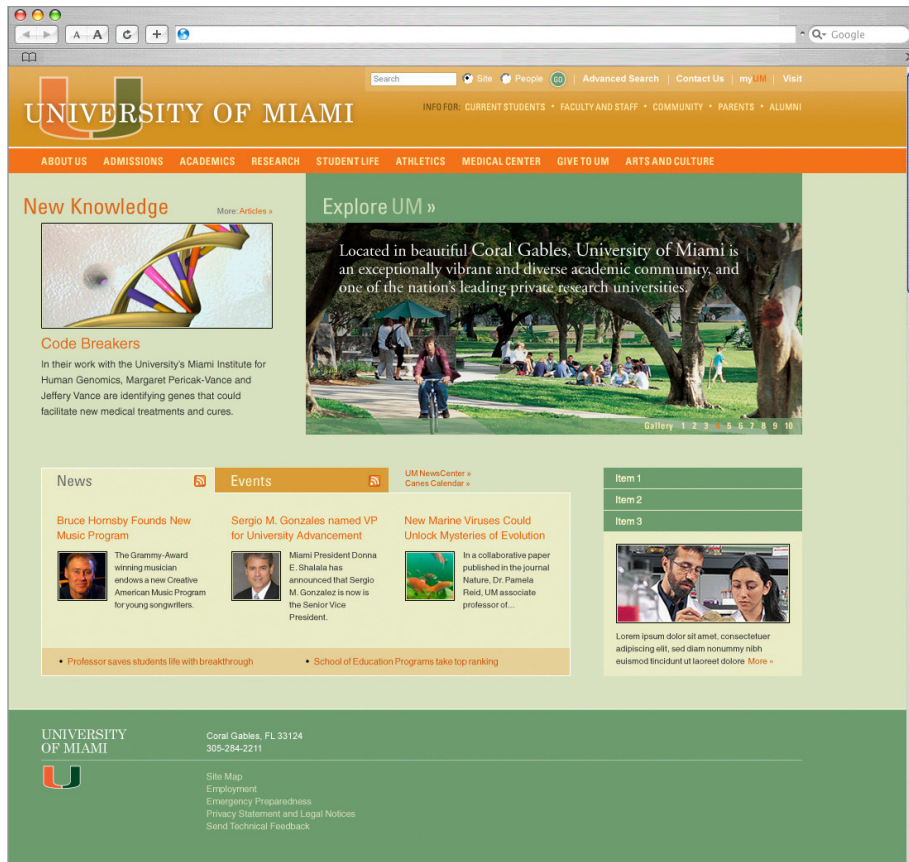 A A
Google
Search Site People GO Advanced Search Contact Us myUM Visit
UNIVERSITY OF MIAMI
INFO FOR: CURRENT STUDENTS • FACULTY AND STAFF • COMMUNITY • PARENTS • ALUMNI
ABOUT US ADMISSIONS ACADEMICS RESEARCH STUDENT LIFE ATHLETICS MEDICAL CENTER GIVE TO UM ARTS AND CULTURE
New Knowledge
More: Articles »
Code Breakers
In their work with the University's Miami Institute for
Human Genomics, Margaret Pericak-Vance and
Jeffery Vance are identifying genes that could
facilitate new medical treatments and cures.
Explore UM »
Located in beautiful Coral Gables, University of Miami is
an exceptionally vibrant and diverse academic community, and
one of the nation's leading private research universities.
Gallery 1 2 3 4 5 6 7 8 9 10
News
Events
UM NewsCenter »
Canes Calendar »
Bruce Hornsby Founds New
Music Program
The Grammy-Award
winning musician
endows a new Creative
American Music Program
for young songwriters.
Sergio M. Gonzales named VP
for University Advancement
Miami President Donna
E. Shalala has
announced that Sergio
M. Gonzalez is now is
the Senior Vice
President.
New Marine Viruses Could
Unlock Mysteries of Evolution
In a collaborative paper
published in the journal
Nature, Dr. Pamela
Reid, UM associate
professor of...
• Professor saves students life with breakthrough
• School of Education Programs take top ranking
Item 1
Item 2
Item 3
Lorem ipsum dolor sit amet, consectetuer
adipiscing elit, sed diam nonummy nibh
euismod tincidunt ut laoreet dolore More »
UNIVERSITY
OF MIAMI
Coral Gables, FL 33124
305-284-2211
Site Map
Employment
Emergency Preparedness
Privacy Statement and Legal Notices
Send Technical Feedback